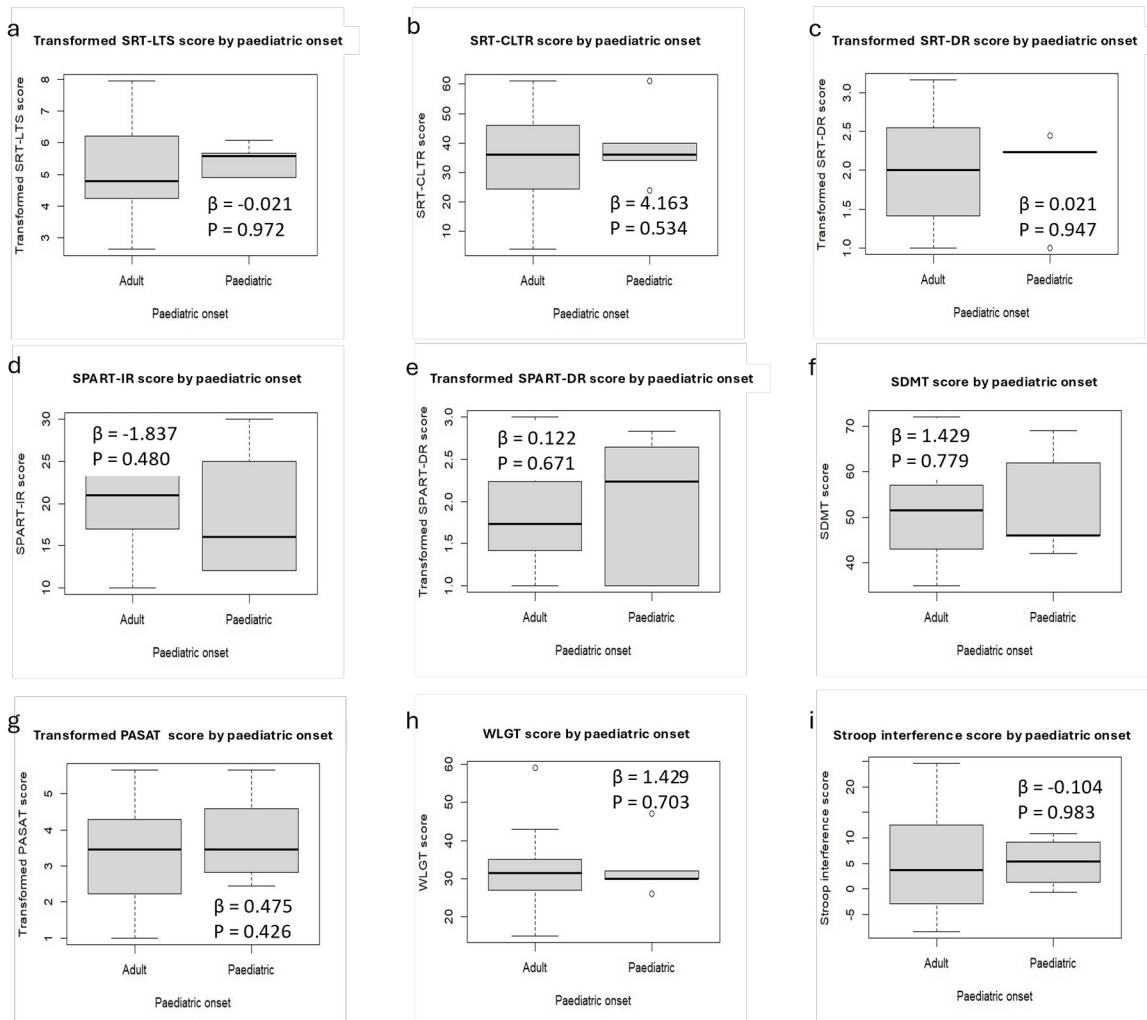 a
Transformed SRT-LTS score by paediatric onset
Transformed SRT-LTS score
8
7
6
5
4
3
β = -0.021
P = 0.972
Adult
Paediatric
Paediatric onset
b
SRT-CLTR score by paediatric onset
SRT-CLTR score
60
50
40
30
10
β = 4.163
P = 0.534
Adult
Paediatric
Paediatric onset
c
Transformed SRT-DR score by paediatric onset
Transformed SRT-DR score
3.0
2.5
2.0
1.5
1.0
β = 0.021
P = 0.947
Adult
Paediatric
Paediatric onset
d
SPART-IR score by paediatric onset
SPART-IR score
30
25
20
15
10
β = -1.837
P = 0.480
Adult
Paediatric
Paediatric onset
e
Transformed SPART-DR score by paediatric onset
Transformed SPART-DR score
3.0
2.5
2.0
1.5
1.0
β = 0.122
P = 0.671
Adult
Paediatric
Paediatric onset
f
SDMT score by paediatric onset
SDMT score
70
60
50
40
β = 1.429
P = 0.779
Adult
Paediatric
Paediatric onset
g
Transformed PASAT score by paediatric onset
Transformed PASAT score
5
4
3
2
1
β = 0.475
P = 0.426
Adult
Paediatric
Paediatric onset
h
WLGT score by paediatric onset
WLGT score
60
50
40
30
20
β = 1.429
P = 0.703
Adult
Paediatric
Paediatric onset
i
Stroop interference score by paediatric onset
Stroop interference score
20
10
5
0
-5
β = -0.104
P = 0.983
Adult
Paediatric
Paediatric onset